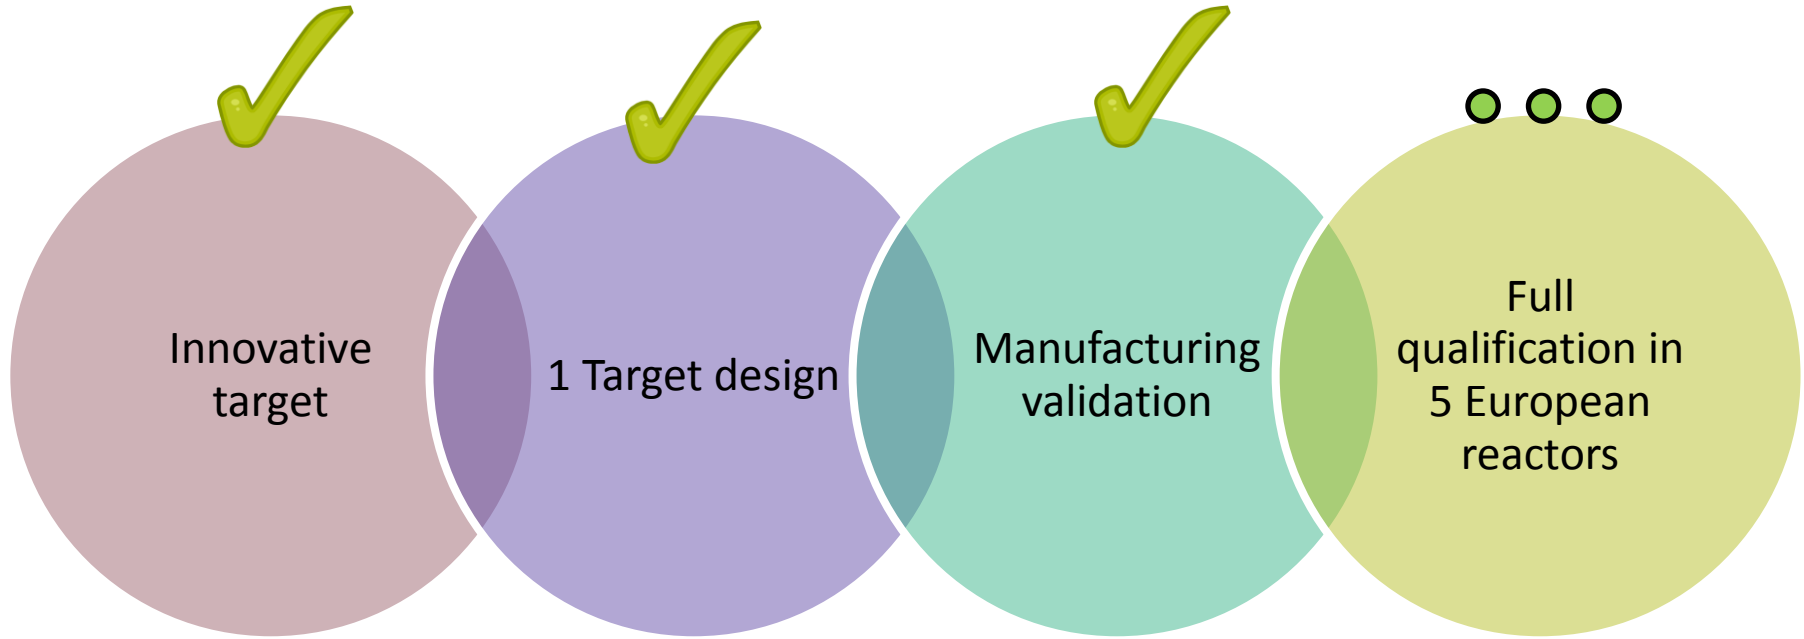 Innovative
target
1 Target design
Manufacturing
validation
Full
qualification in
5 European
reactors